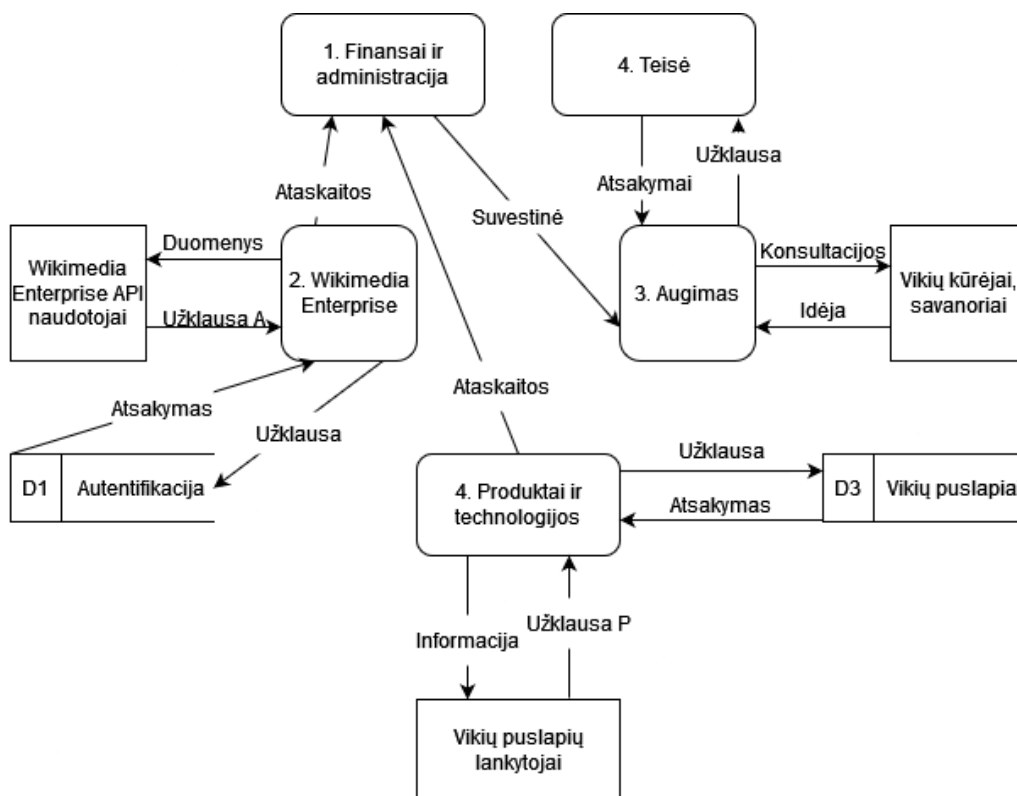 1. Finansai ir
administracija
4. Teisė
Užklausa
Ataskaitos
Atsakymai
Suvestinė
Duomenys
Konsultacijos
Wikimedia
Enterprise API
naudotojai
2. Wikimedia
Enterprise
3. Augimas
Vikių kūrėjai,
savanoriai
Užklausa A
Idėja
Ataskaitos
Atsakymas
Užklausa
Užklausa
D1
Autentifikacija
4. Produktai ir
technologijos
D3
Vikių puslapia
Atsakymas
Informacija
Užklausa P
Vikių puslapių
lankytojai